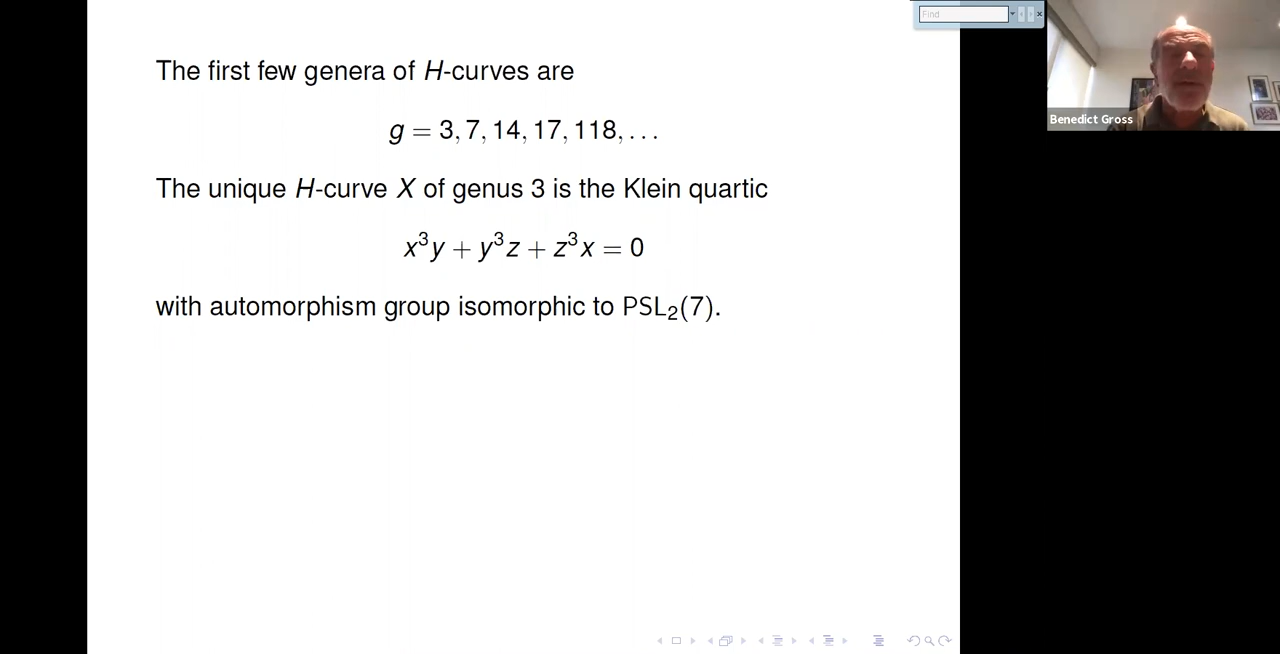 Find
The first few genera of H-curves are
g = 3, 7, 14, 17, 118, . . .
The unique H-curve X of genus 3 is the Klein quartic
x³y + y³z + z³x = 0
with automorphism group isomorphic to PSL₂(7).
Benedict Gross